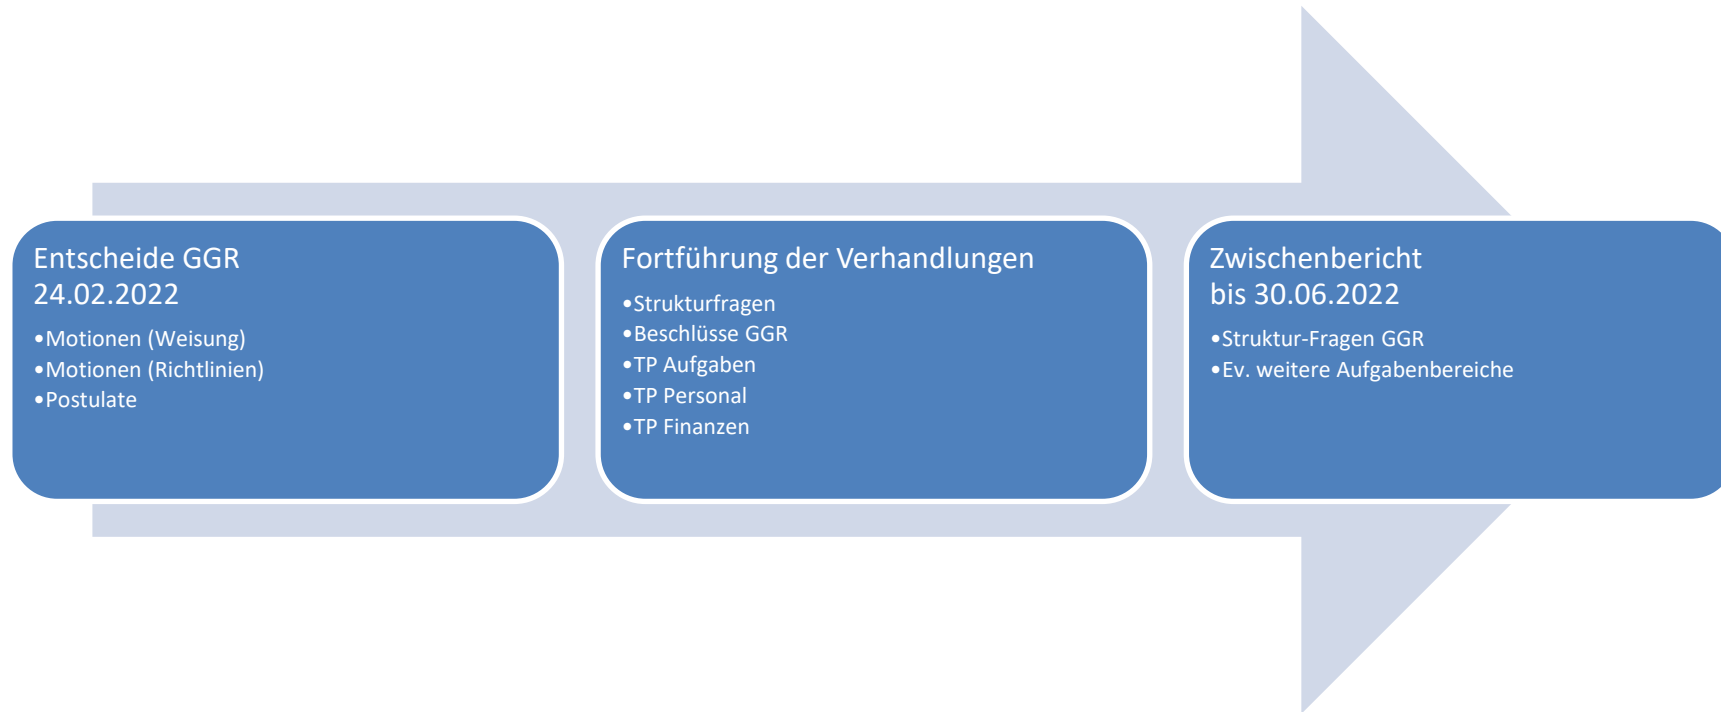 Entscheide GGR
24.02.2022
•Motionen (Weisung)
•Motionen (Richtlinien)
•Postulate
Fortführung der Verhandlungen
•Strukturfragen
•Beschlüsse GGR
•TP Aufgaben
•TP Personal
•TP Finanzen
Zwischenbericht
bis 30.06.2022
•Struktur-Fragen GGR
•Ev. weitere Aufgabenbereiche